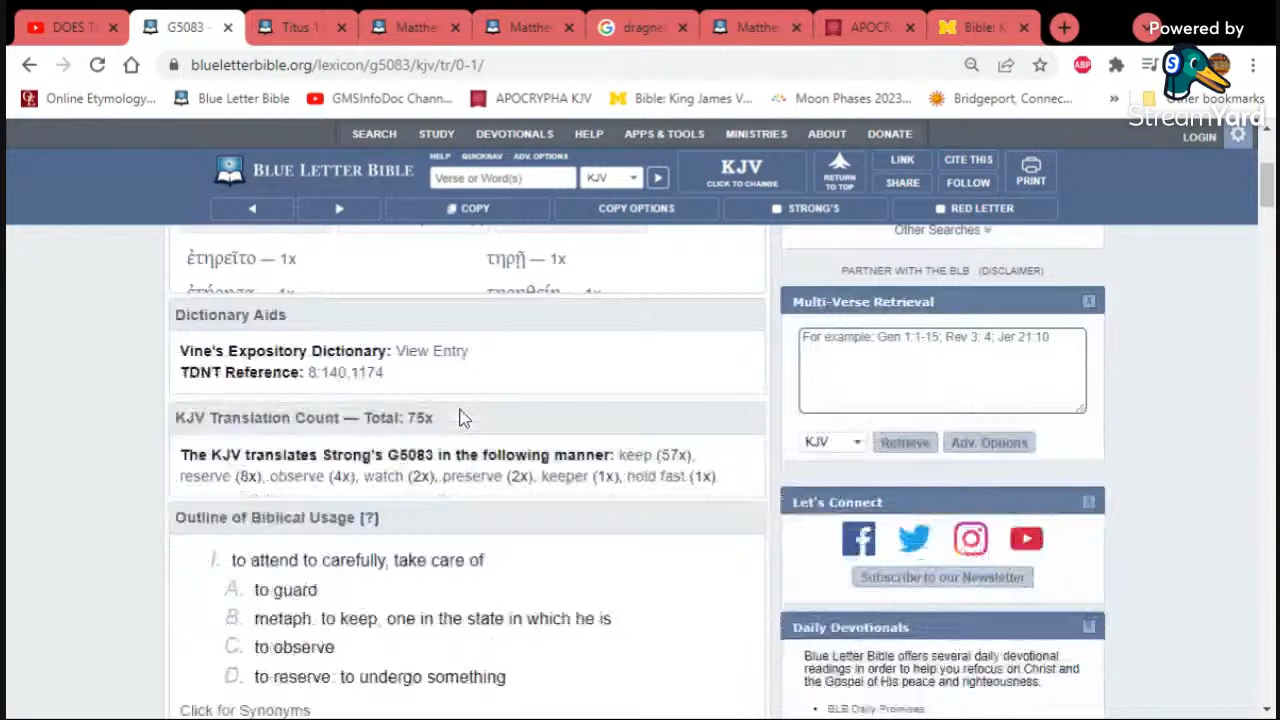 Powered by
DOES T
G5083 -
Titus 1
Matthe
Matthe
dragne
Matthe
APOCR
Bible: K
blueletterbible.org/lexicon/g5083/kjv/tr/0-1/
ABP
StreamYard
Online Etymology...
Blue Letter Bible
GMSInfoDoc Chann...
APOCRYPHA KJV
Bible: King James V...
Moon Phases 2023...
Bridgeport, Connec...
»
Other bookmarks
SEARCH STUDY DEVOTIONALS HELP APPS & TOOLS MINISTRIES ABOUT DONATE
LOGIN
BLUE LETTER BIBLE
HELP QUICKNAV ADV. OPTIONS
Verse or Word(s)
KJV
KJV
CLICK TO CHANGE
RETURN
TO TOP
LINK
CITE THIS
SHARE
FOLLOW
PRINT
COPY
COPY OPTIONS
STRONG'S
RED LETTER
ἐτηρεῖτο — 1x
τηρῇ — 1x
ἐτήρησα — 1x
τηρηθείη — 1x
Dictionary Aids
Vine's Expository Dictionary: View Entry
TDNT Reference: 8:140,1174
KJV Translation Count — Total: 75x
The KJV translates Strong's G5083 in the following manner: keep (57x),
reserve (8x), observe (4x), watch (2x), preserve (2x), keeper (1x), hold fast (1x).
Outline of Biblical Usage [?]
I. to attend to carefully, take care of
A. to guard
B. metaph. to keep, one in the state in which he is
C. to observe
D. to reserve: to undergo something
Click for Synonyms
Other Searches
PARTNER WITH THE BLB (DISCLAIMER)
Multi-Verse Retrieval
For example: Gen 1:1-15; Rev 3; 4; Jer 21:10
KJV
Retrieve
Adv. Options
Let's Connect
Subscribe to our Newsletter
Daily Devotionals
Blue Letter Bible offers several daily devotional
readings in order to help you refocus on Christ and
the Gospel of His peace and righteousness.
• BLB Daily Promises